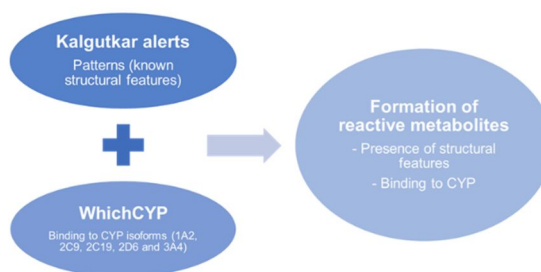 Kalgutkar alerts
Patterns (known
structural features)
WhichCYP
Binding to CYP isoforms (1A2,
2C9, 2C19, 2D6 and 3A4)
Formation of
reactive metabolites
- Presence of structural
features
- Binding to CYP